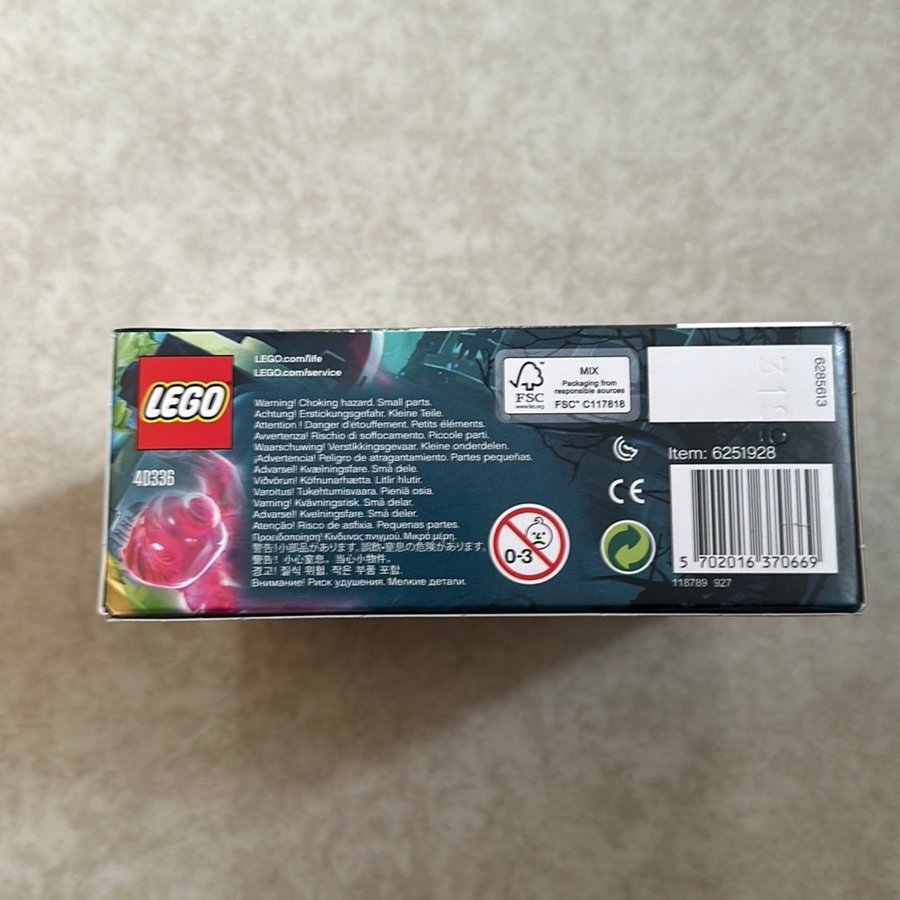 LEGO
40336
LEGO.com/life
LEGO.com/service
Warning! Choking hazard. Small parts.
Achtung! Erstickungsgefahr. Kleine Teile.
Attention ! Danger d'étouffement. Petits éléments.
Avvertenza! Rischio di soffocamento. Piccole parti.
Waarschuwing! Verstikkingsgevaar. Kleine onderdelen.
¡Advertencia! Peligro de atragantamiento. Partes pequeñas.
Advarsel! Kvælningsfare. Små dele.
Viðvörun! Köfnunarhætta. Litlir hlutir.
Varoitus! Tukehtumisvaara. Pieniä osia.
Varning! Kvävningsrisk. Små delar.
Advarsel! Kvelningsfare. Små deler.
Atenção! Risco de asfixia. Pequenas partes.
Προειδοποίηση! Κίνδυνος πνιγμού. Μικρά μέρη.
警告!小部品があります。誤飲・窒息の危険があります。
警告! 小心窒息。当心小物件。
경고! 질식 위험. 작은 부품 포함.
Внимание! Риск удушения. Мелкие детали.
0-3
FSC
www.fsc.org
MIX
Packaging from
responsible sources
FSC™ C117818
CE
6285613
Item: 6251928
5 702016 370669
118789 927